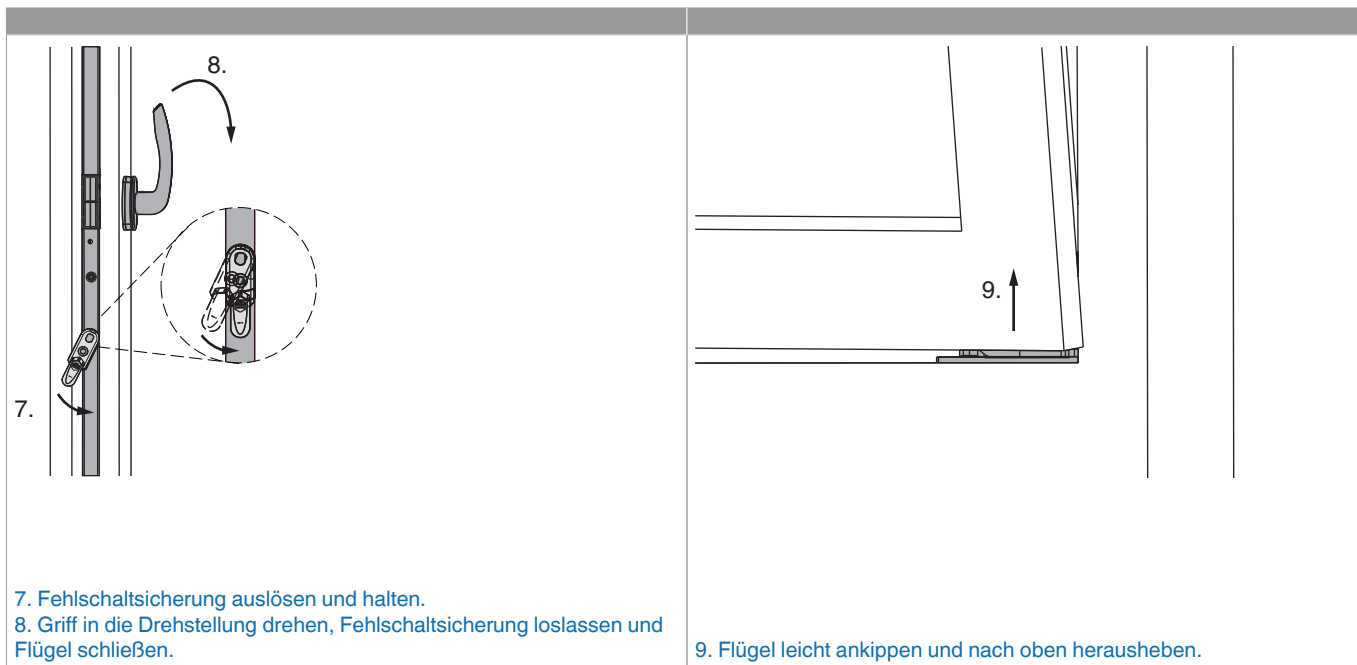 8.
7.
7. Fehlschaltsicherung auslösen und halten.
8. Griff in die Drehstellung drehen, Fehlschaltsicherung loslassen und
Flügel schließen.
9.
9. Flügel leicht ankippen und nach oben herausheben.